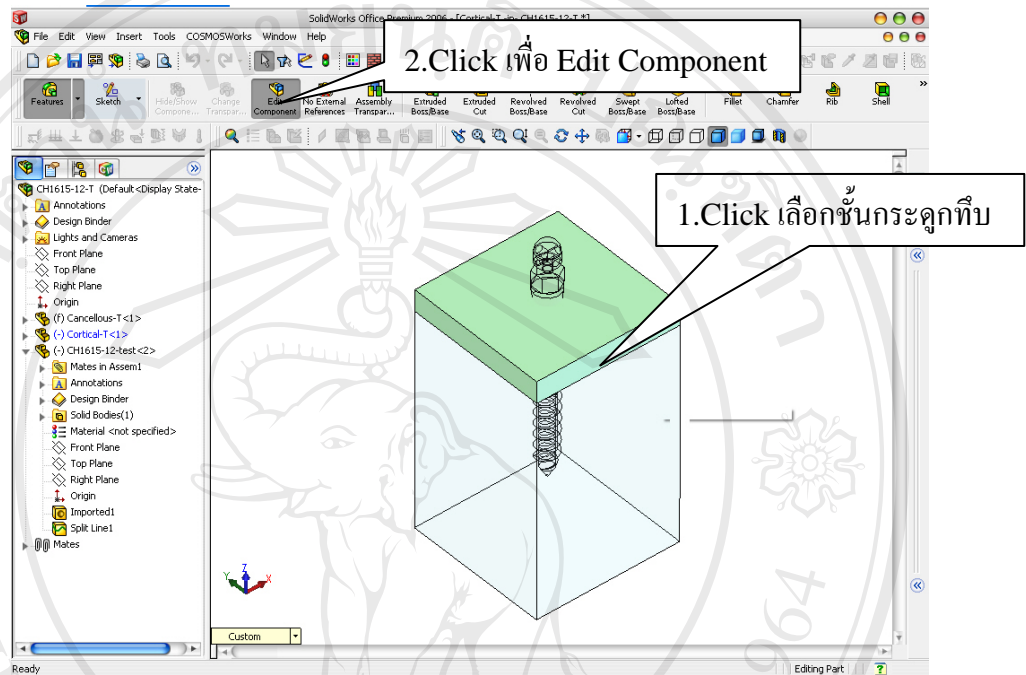 SolidWorks Office Premium 2006 - [Cortical-T -in- CH1615-12-T *]
File Edit View Insert Tools COSMOSWorks Window Help
2.Click เพื่อ Edit Component
Features Sketch Hide/Show Compone... Change Transpar... Edit Component No External References Assembly Transpar... Extruded Boss/Base Extruded Cut Revolved Boss/Base Revolved Cut Swept Boss/Base Lofted Boss/Base Fillet Chamfer Rib Shell
CH1615-12-T (Default<Display State-
Annotations
Design Binder
Lights and Cameras
Front Plane
Top Plane
Right Plane
Origin
(f) Cancellous-T<1>
(-) Cortical-T<1>
(-) CH1615-12-test<2>
Mates in Assem1
Annotations
Design Binder
Solid Bodies(1)
Material <not specified>
Front Plane
Top Plane
Right Plane
Origin
Imported1
Split Line1
Mates
1.Click เลือกชั้นกระดูกทึบ
Z
Y
X
Custom
Ready
Editing Part
964